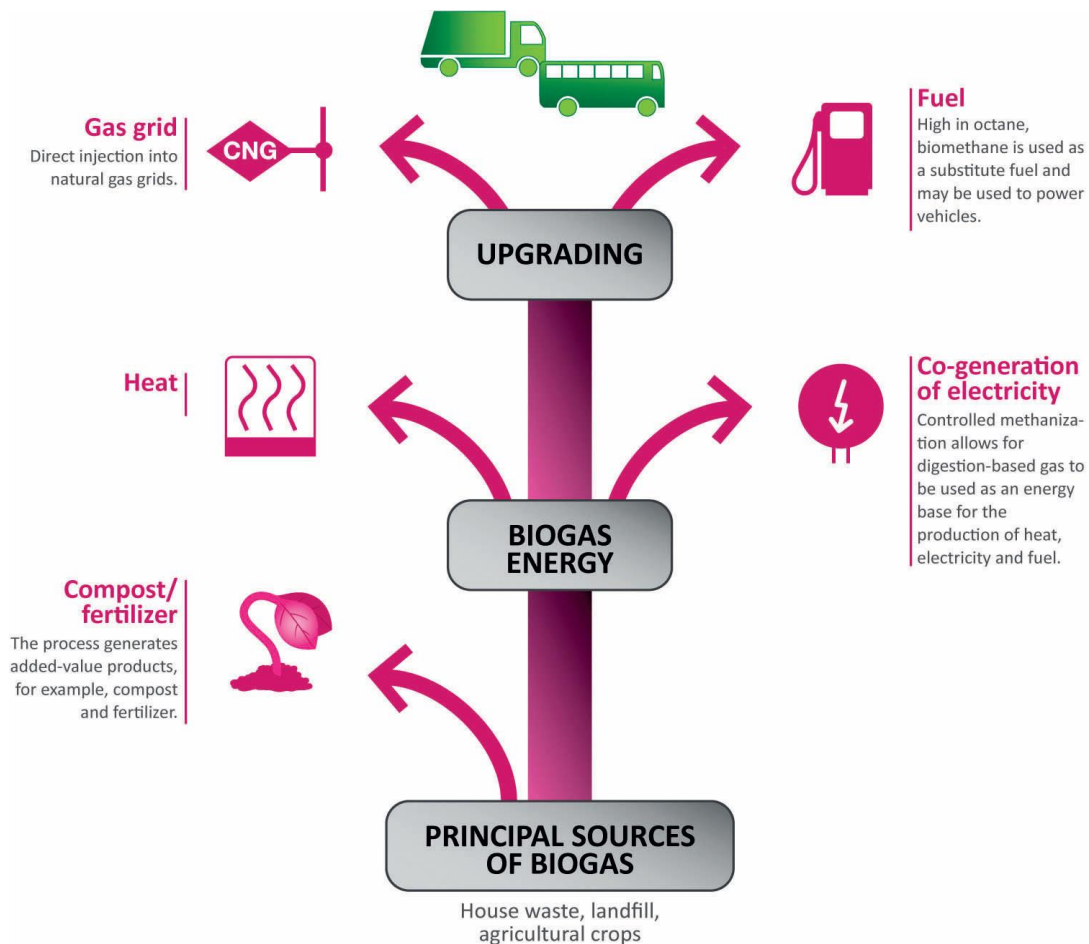 Gas grid
Direct injection into
natural gas grids.
CNG
Fuel
High in octane,
biomethane is used as
a substitute fuel and
may be used to power
vehicles.
UPGRADING
Heat
Co-generation
of electricity
Controlled methaniza-
tion allows for
digestion-based gas to
be used as an energy
base for the
production of heat,
electricity and fuel.
BIOGAS
ENERGY
Compost/
fertilizer
The process generates
added-value products,
for example, compost
and fertilizer.
PRINCIPAL SOURCES
OF BIOGAS
House waste, landfill,
agricultural crops